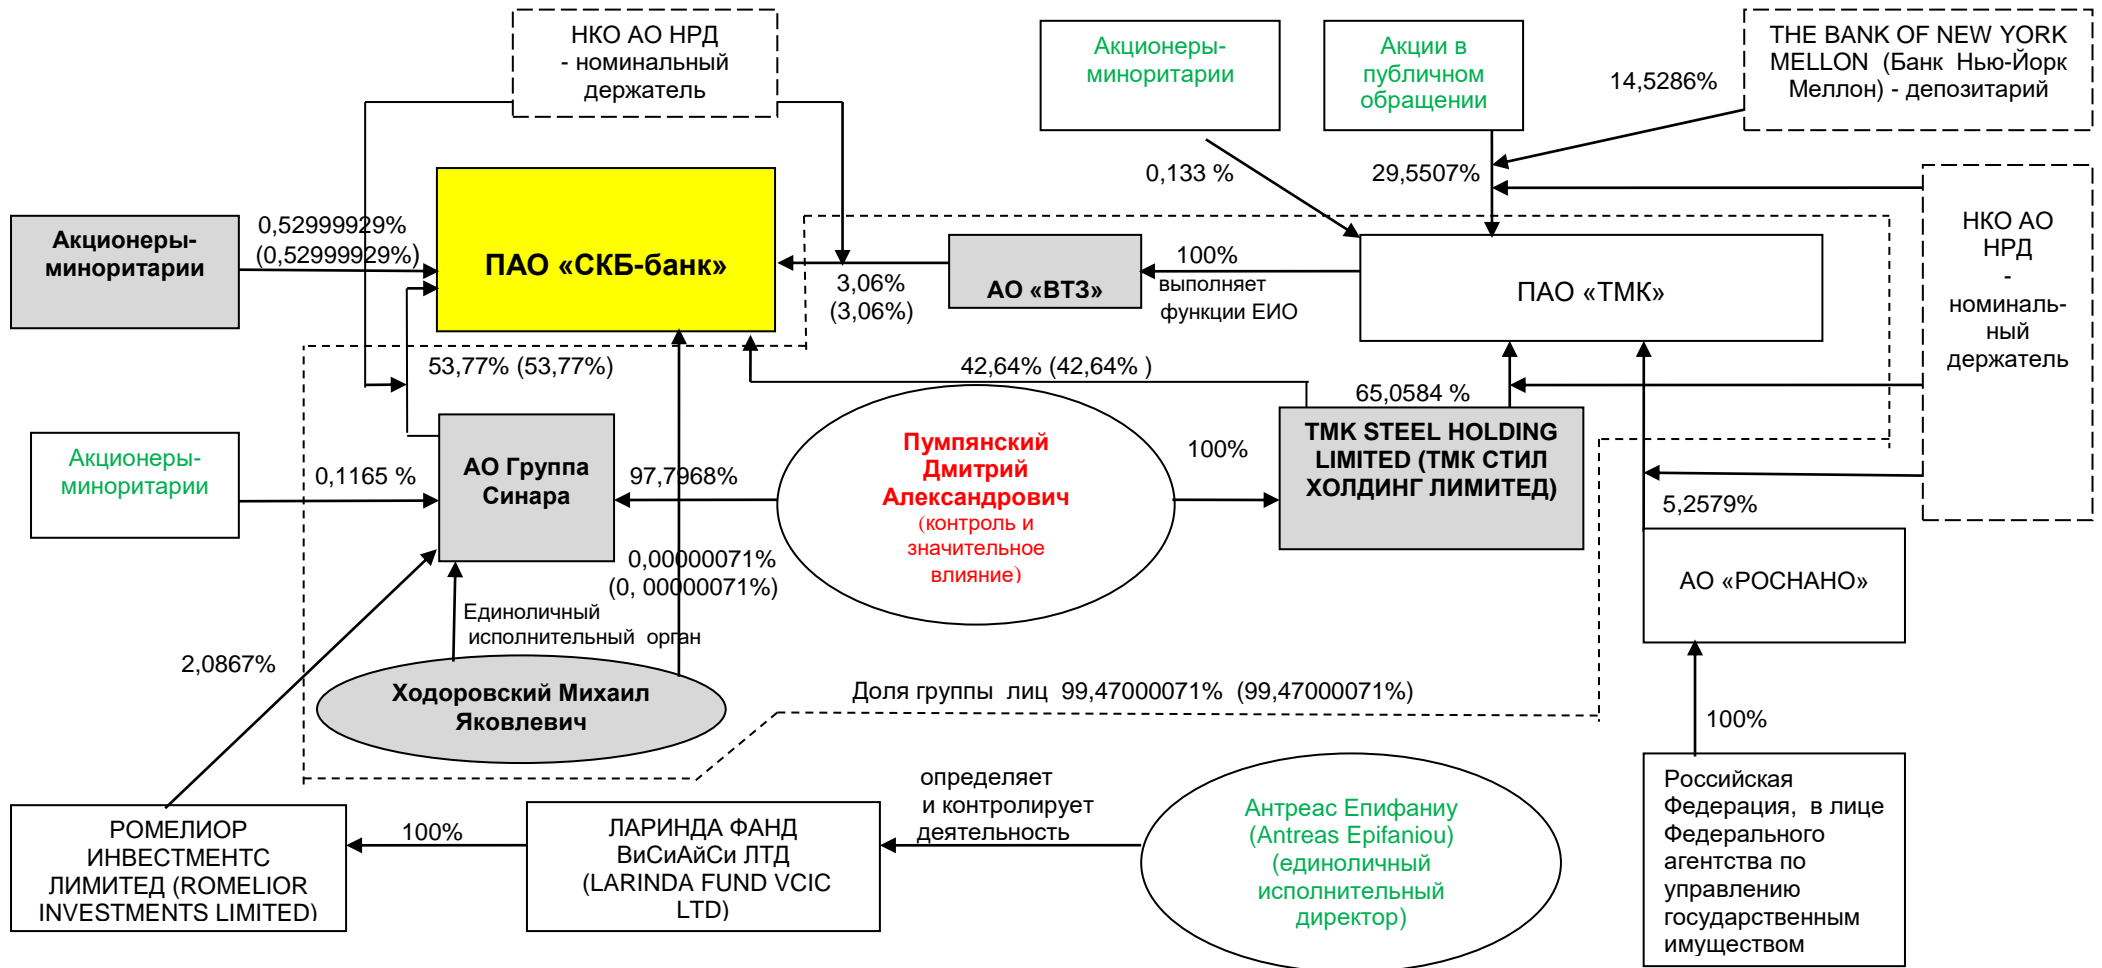 НКО АО НРД
- номинальный
держатель
Акционеры-
миноритарии
Акции в
публичном
обращении
14,5286%
THE BANK OF NEW YORK
MELLON (Банк Нью-Йорк
Меллон) - депозитарий
0,133 %
29,5507%
НКО АО
НРД
-
номиналь-
ный
держатель
Акционеры-
миноритарии
0,52999929%
(0,52999929%)
ПАО «СКБ-банк»
3,06%
(3,06%)
АО «ВТЗ»
100%
выполняет
функции ЕИО
ПАО «ТМК»
53,77% (53,77%)
42,64% (42,64% )
65,0584 %
Акционеры-
миноритарии
0,1165 %
АО Группа
Синара
97,7968%
Пумпянский
Дмитрий
Александрович
(контроль и
значительное
влияние)
100%
TMK STEEL HOLDING
LIMITED (ТМК СТИЛ
ХОЛДИНГ ЛИМИТЕД)
5,2579%
0,00000071%
(0, 00000071%)
АО «РОСНАНО»
Единоличный
исполнительный орган
2,0867%
Ходоровский Михаил
Яковлевич
Доля группы лиц 99,47000071% (99,47000071%)
100%
РОМЕЛИОР
ИНВЕСТМЕНТС
ЛИМИТЕД (ROMELIOR
INVESTMENTS LIMITED)
100%
ЛАРИНДА ФАНД
ВиСиАйСи ЛТД
(LARINDA FUND VCIC
LTD)
определяет
и контролирует
деятельность
Антреас Епифаниу
(Antreas Epifaniou)
(единоличный
исполнительный
директор)
Российская
Федерация, в лице
Федерального
агентства по
управлению
государственным
имуществом